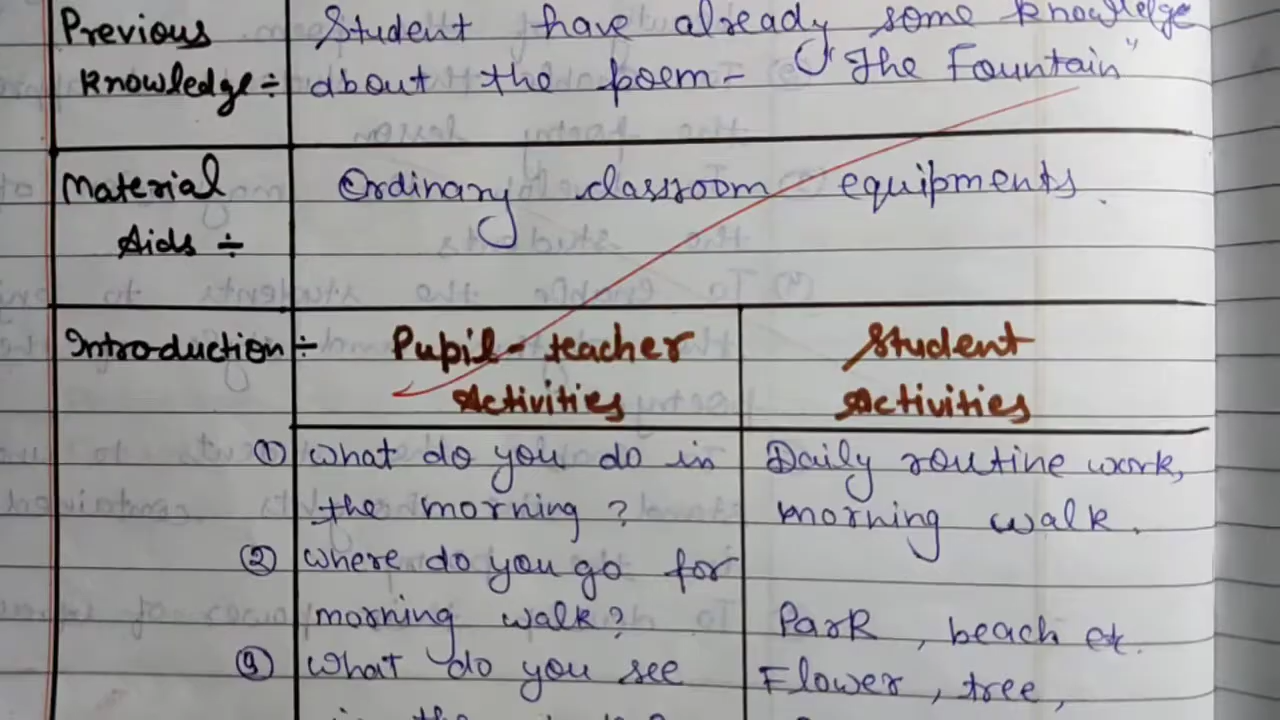 Previous Student have already some knowledge
knowledge ÷ about the poem - "The Fountain"
Material Ordinary classroom equipments.
Aids ÷
Introduction ÷ Pupil-teacher Student
Activities Activities
① What do you do in Daily routine work,
the morning ? morning walk.
② Where do you go for
morning walk? Park, beach etc.
③ What do you see Flower, tree,